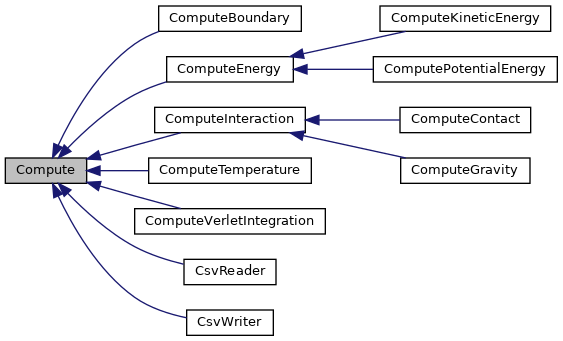 ComputeBoundary
ComputeKineticEnergy
ComputeEnergy
ComputePotentialEnergy
ComputeInteraction
ComputeContact
Compute
ComputeTemperature
ComputeGravity
ComputeVerletIntegration
CsvReader
CsvWriter